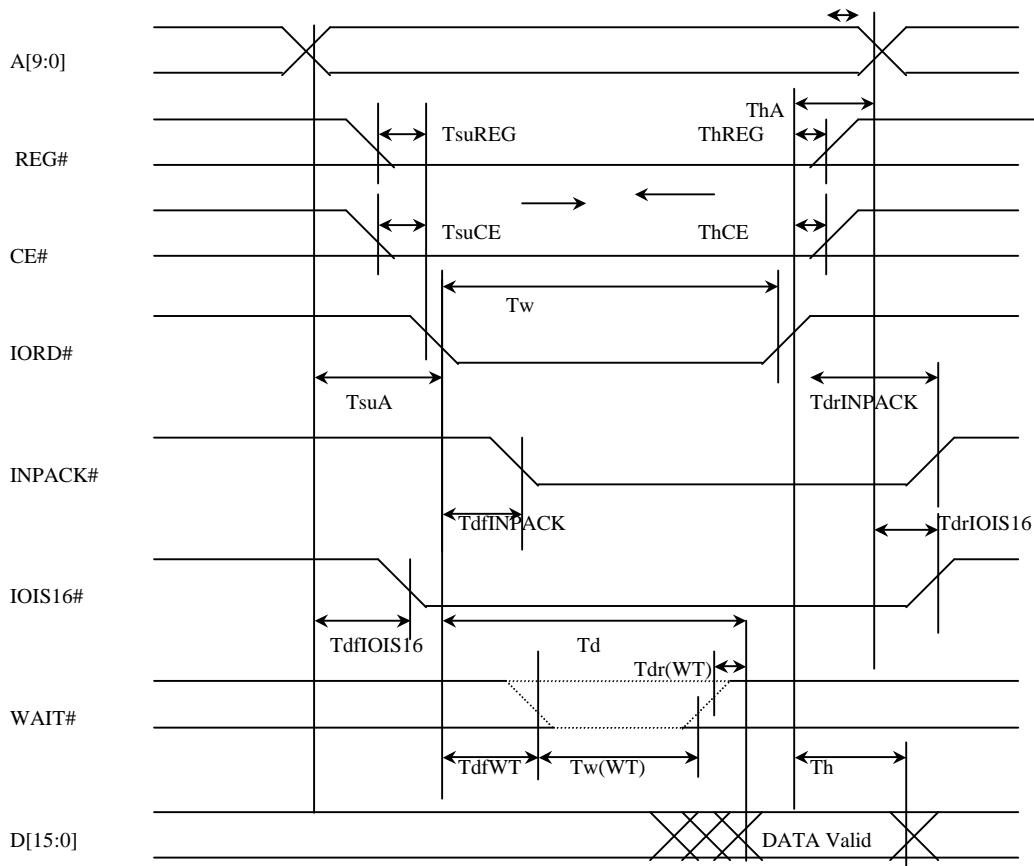 A[9:0]
ThA
TsuREG
ThREG
REG#
TsuCE
ThCE
CE#
Tw
IORD#
TsuA
TdrINPACK
INPACK#
TdfINPACK
TdrIOIS16
IOIS16#
TdfIOIS16
Td
Tdr(WT)
WAIT#
TdfWT
Tw(WT)
Th
D[15:0]
DATA Valid